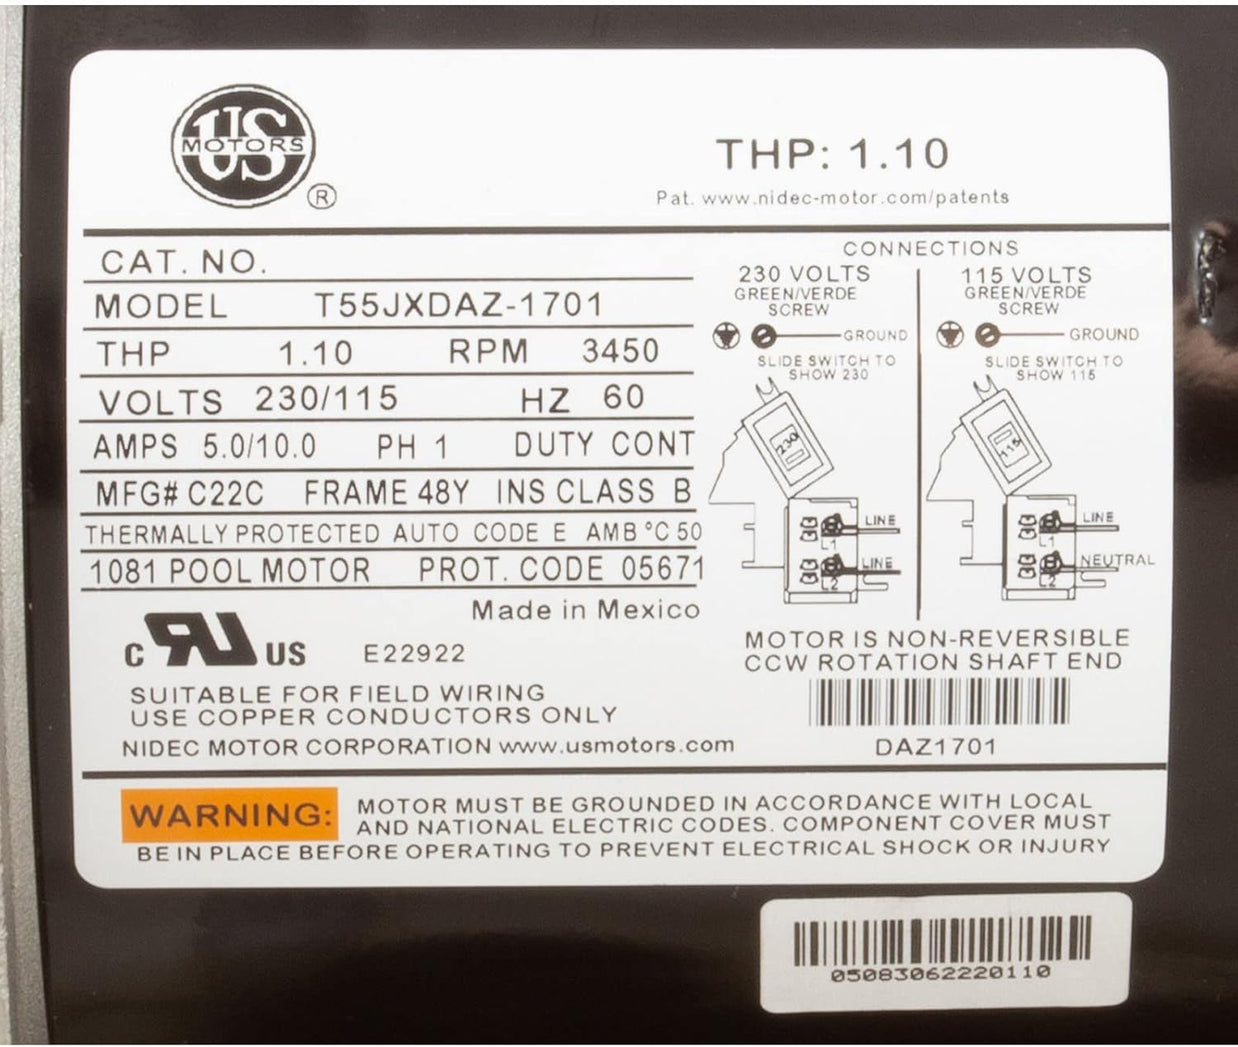 US
MOTORS
®
THP: 1.10
Pat. www.nidec-motor.com/patents
CAT. NO.
MODEL T55JXDAZ-1701
THP 1.10 RPM 3450
VOLTS 230/115 HZ 60
AMPS 5.0/10.0 PH 1 DUTY CONT
MFG# C22C FRAME 48Y INS CLASS B
THERMALLY PROTECTED AUTO CODE E AMB °C 50
1081 POOL MOTOR PROT. CODE 05671
Made in Mexico
C RU US E22922
SUITABLE FOR FIELD WIRING
USE COPPER CONDUCTORS ONLY
NIDEC MOTOR CORPORATION www.usmotors.com
CONNECTIONS
230 VOLTS
GREEN/VERDE
SCREW
GROUND
SLIDE SWITCH TO
SHOW 230
230
LINE
L1
LINE
L2
115 VOLTS
GREEN/VERDE
SCREW
GROUND
SLIDE SWITCH TO
SHOW 115
115
LINE
L1
NEUTRAL
L2
MOTOR IS NON-REVERSIBLE
CCW ROTATION SHAFT END
DAZ1701
WARNING: MOTOR MUST BE GROUNDED IN ACCORDANCE WITH LOCAL
AND NATIONAL ELECTRIC CODES. COMPONENT COVER MUST
BE IN PLACE BEFORE OPERATING TO PREVENT ELECTRICAL SHOCK OR INJURY
05083062220110